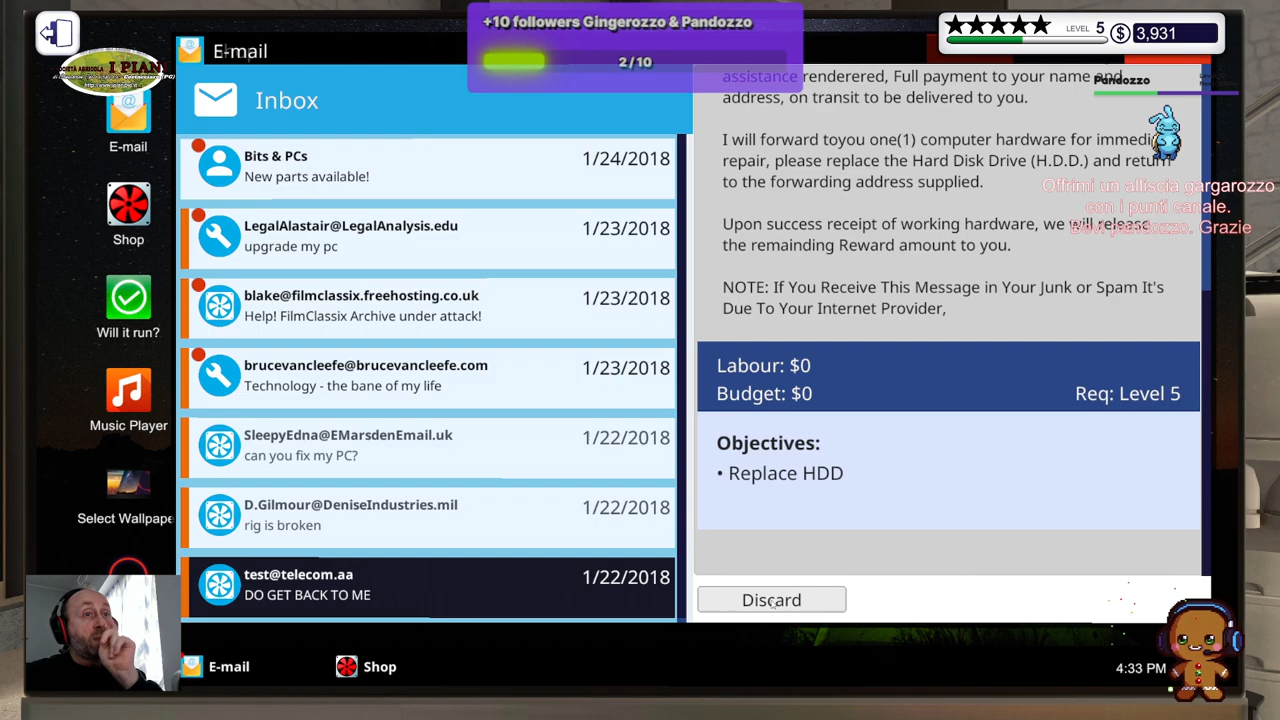 +10 followers Gingerozzo & Pandozzo
2/10
LEVEL 5
$ 3,931
E-mail
SOCIETÀ AGRICOLA I PIANI
Pandozzo
Inbox
E-mail
Shop
Will it run?
Music Player
Select Wallpape
Bits & PCs
New parts available!
1/24/2018
LegalAlastair@LegalAnalysis.edu
upgrade my pc
1/23/2018
blake@filmclassix.freehosting.co.uk
Help! FilmClassix Archive under attack!
1/23/2018
brucevancleefe@brucevancleefe.com
Technology - the bane of my life
1/23/2018
SleepyEdna@EMarsdenEmail.uk
can you fix my PC?
1/22/2018
D.Gilmour@DeniseIndustries.mil
rig is broken
1/22/2018
test@telecom.aa
DO GET BACK TO ME
1/22/2018
assistance renderered, Full payment to your name and
address, on transit to be delivered to you.
I will forward toyou one(1) computer hardware for immedi
repair, please replace the Hard Disk Drive (H.D.D.) and return
to the forwarding address supplied.
Upon success receipt of working hardware, we will release
the remainding Reward amount to you.
NOTE: If You Receive This Message in Your Junk or Spam It's
Due To Your Internet Provider,
Offrimi un alliscia gargarozzo
con i punti canale.
Bevi pandozzo. Grazie
Labour: $0
Budget: $0
Req: Level 5
Objectives:
• Replace HDD
Discard
E-mail
Shop
4:33 PM